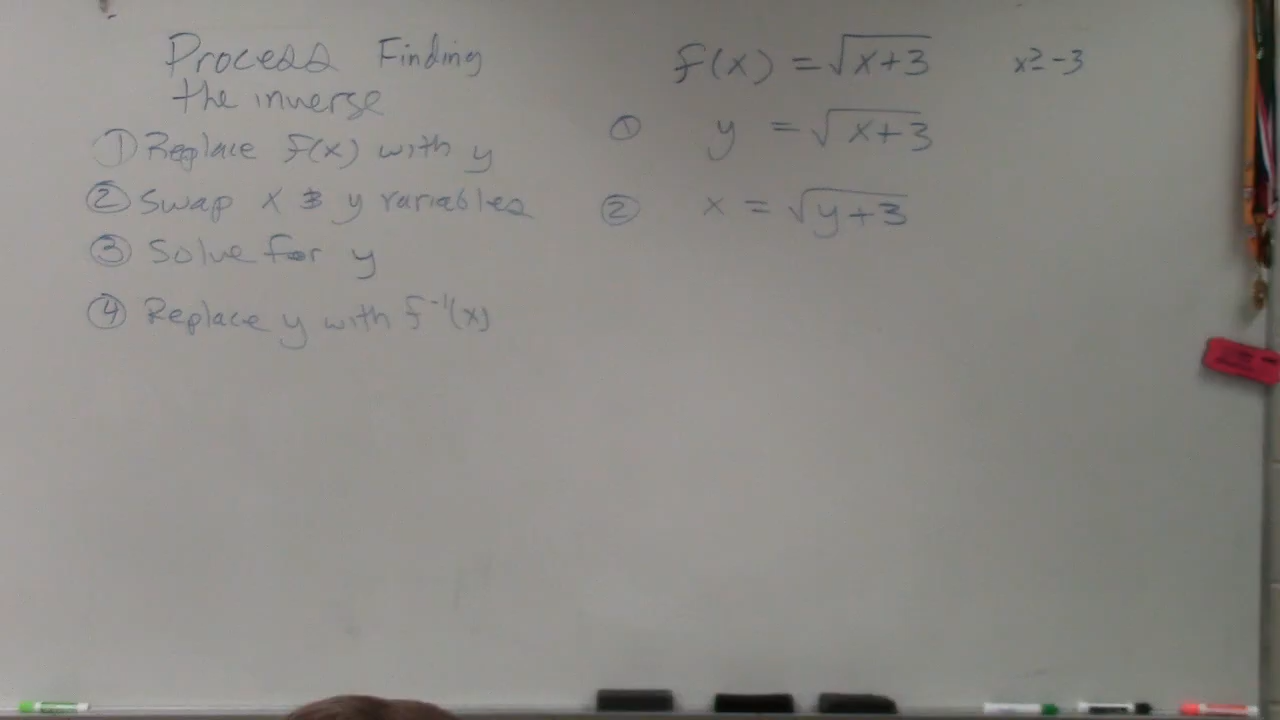 Process Finding
the inverse
① Replace f(x) with y
② Swap x & y variables
③ Solve for y
④ Replace y with f⁻¹(x)
f(x) = √(x+3) x≥-3
① y = √(x+3)
② x = √(y+3)